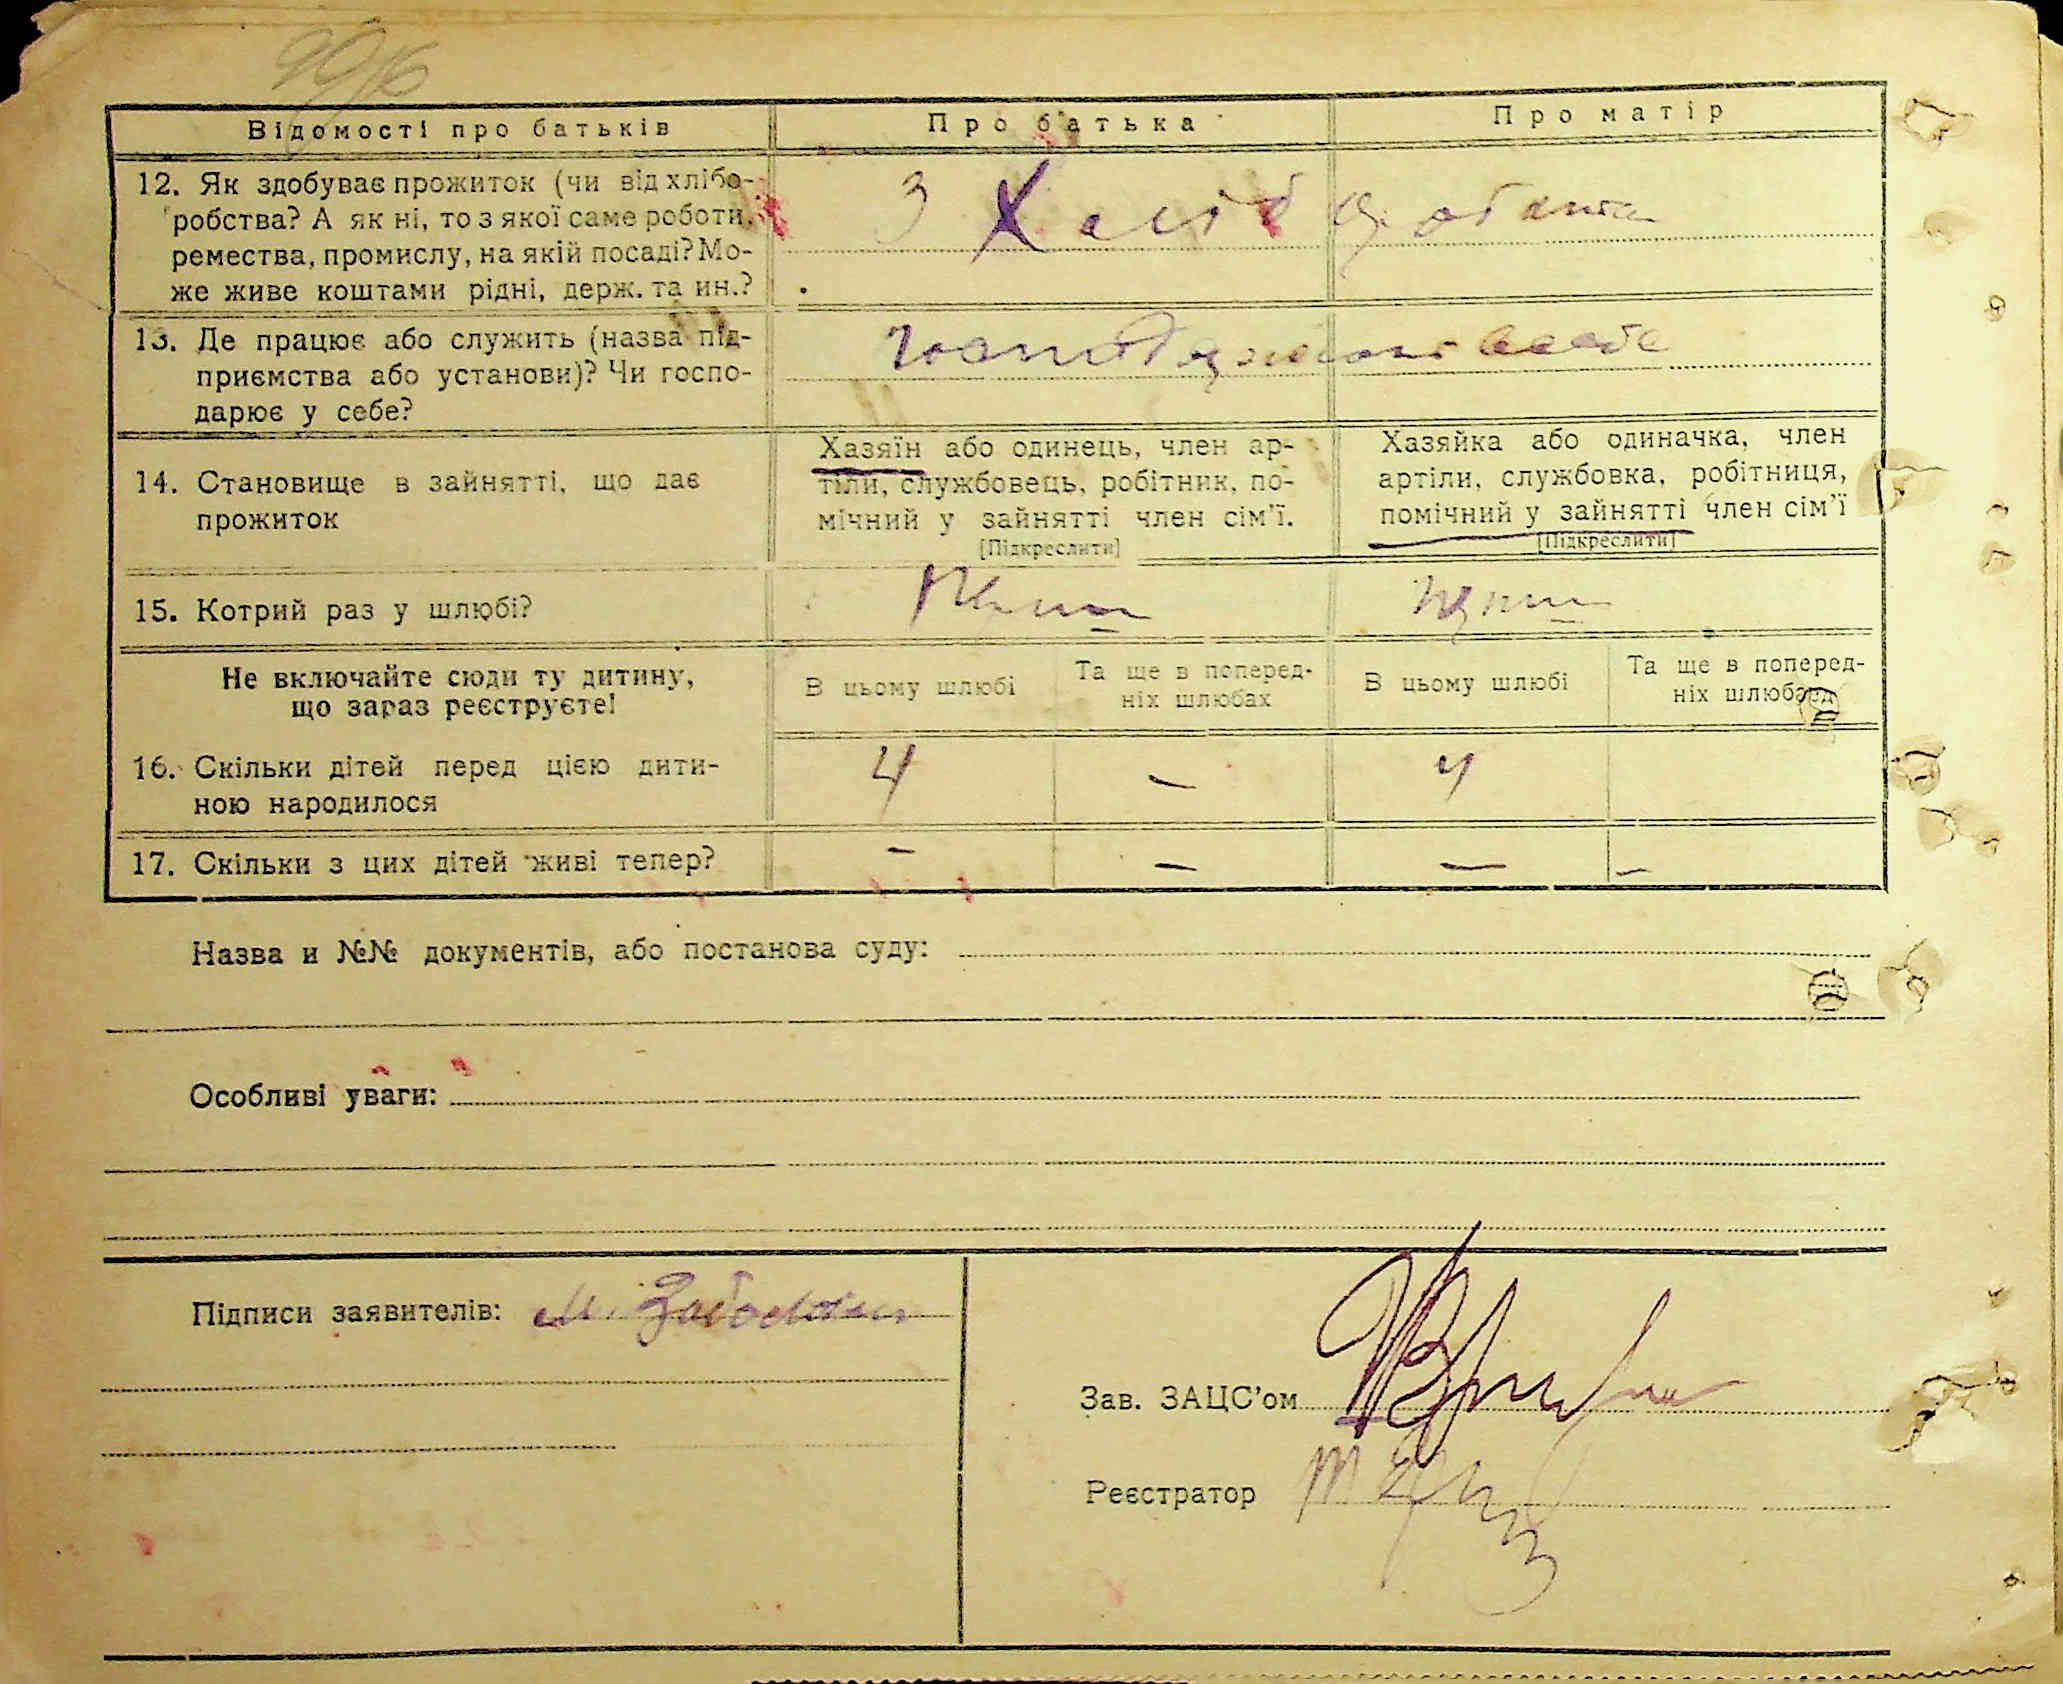 Відомості про батьків
Про батька
Про матір
12. Як здобуває прожиток (чи від хлібо-
робства? А як ні, то з якої саме роботи,
ремества, промислу, на якій посаді? Мо-
же живе коштами рідні, держ. та ин.?
З
13. Де працює або служить (назва під-
приємства або установи)? Чи госпо-
дарює у себе?
14. Становище в зайнятті, що дає
прожиток
Хазяїн або одинець, член ар-
тіли, службовець, робітник, по-
мічний у зайнятті член сім'ї.
[Підкреслити]
Хазяйка або одиначка, член
артіли, службовка, робітниця,
помічний у зайнятті член сім'ї
[Підкреслити]
15. Котрий раз у шлюбі?
Не включайте сюди ту дитину,
що зараз реєструєте!
В цьому шлюбі
Та ще в поперед-
ніх шлюбах
В цьому шлюбі
Та ще в поперед-
ніх шлюбах
16. Скільки дітей перед цією дити-
ною народилося
4
–
4
17. Скільки з цих дітей живі тепер?
–
–
–
–
Назва и №№ документів, або постанова суду:
Особливі уваги:
Підписи заявителів:
Зав. ЗАЦС'ом
Реєстратор